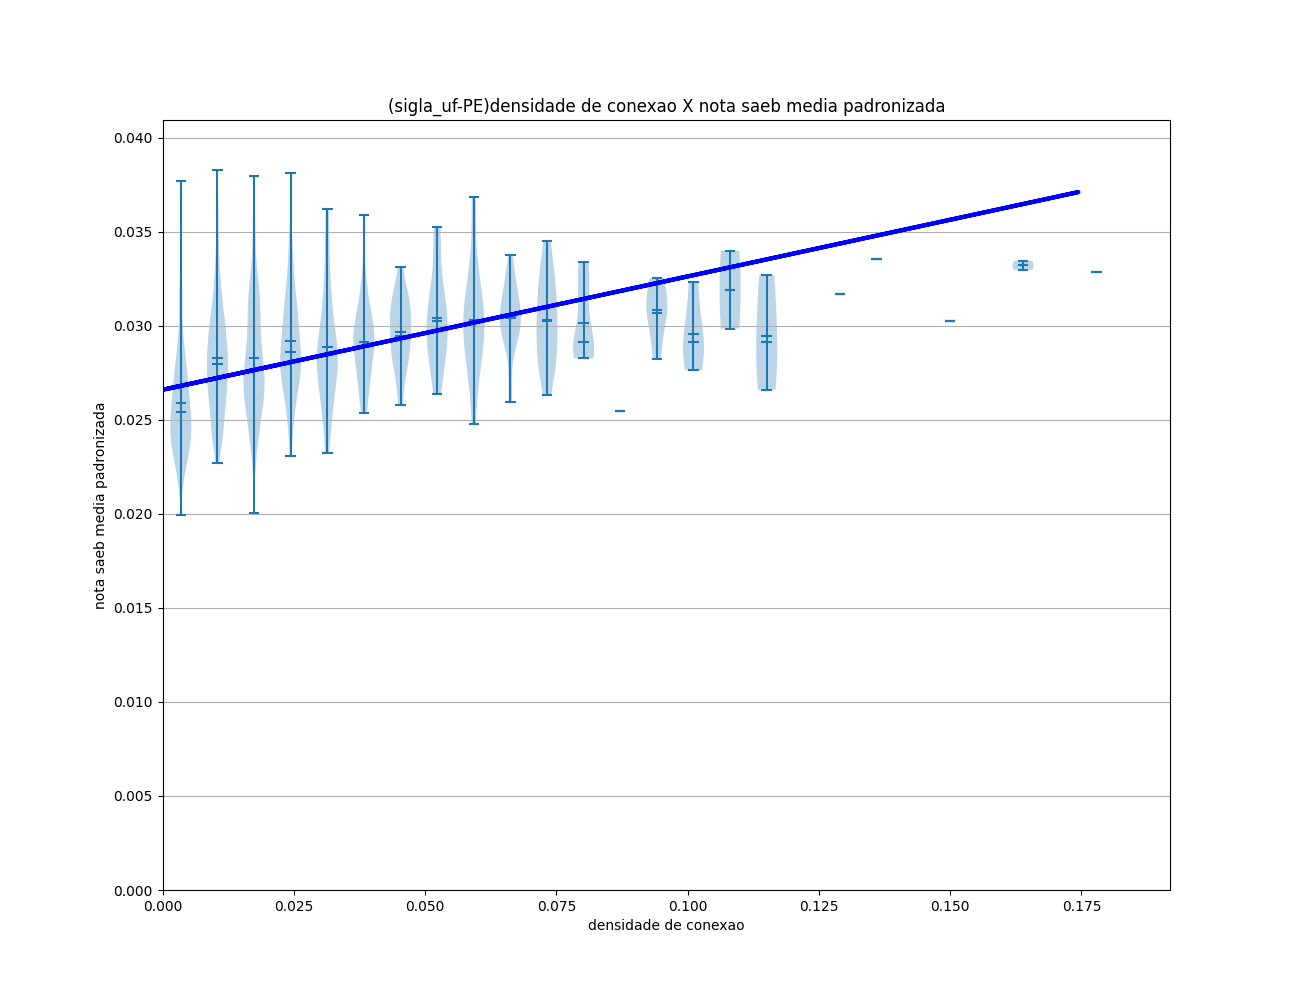 (sigla_uf-PE)densidade de conexao X nota saeb media padronizada
0.040
0.035
0.030
0.025
0.020
0.015
0.010
0.005
0.000
nota saeb media padronizada
0.000 0.025 0.050 0.075 0.100 0.125 0.150 0.175
densidade de conexao